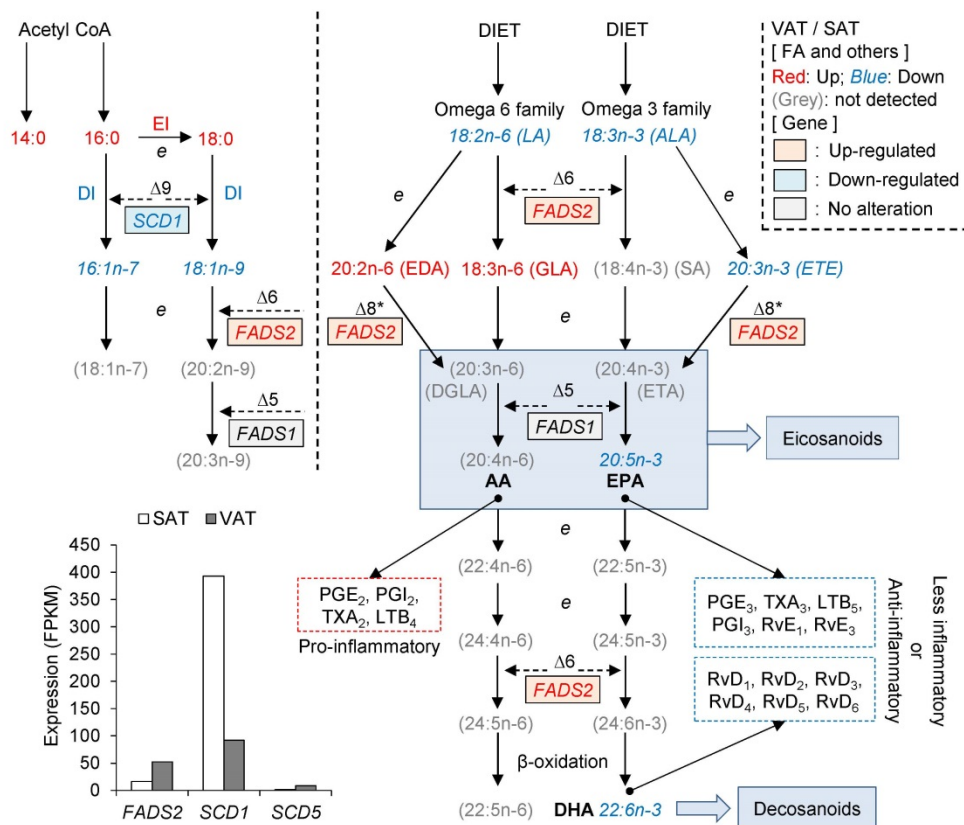 Acetyl CoA
14:0
16:0
EI
e
18:0
DI
Δ9
DI
SCD1
16:1n-7
18:1n-9
e
Δ6
FADS2
(18:1n-7)
(20:2n-9)
Δ5
FADS1
(20:3n-9)
DIET
DIET
Omega 6 family
Omega 3 family
18:2n-6 (LA)
18:3n-3 (ALA)
e
Δ6
e
FADS2
20:2n-6 (EDA)
18:3n-6 (GLA)
(18:4n-3) (SA)
20:3n-3 (ETE)
Δ8*
FADS2
e
Δ8*
FADS2
(20:3n-6)
(DGLA)
(20:4n-3)
(ETA)
Δ5
FADS1
(20:4n-6)
20:5n-3
AA
EPA
Eicosanoids
e
(22:4n-6)
(22:5n-3)
e
(24:4n-6)
(24:5n-3)
Δ6
FADS2
(24:5n-6)
(24:6n-3)
β-oxidation
(22:5n-6)
DHA 22:6n-3
Decosanoids
PGE2, PGI2,
TXA2, LTB4
Pro-inflammatory
PGE3, TXA3, LTB5,
PGI3, RvE1, RvE3
RvD1, RvD2, RvD3,
RvD4, RvD5, RvD6
Less inflammatory
or
Anti-inflammatory
VAT / SAT
[ FA and others ]
Red: Up; Blue: Down
(Grey): not detected
[ Gene ]
: Up-regulated
: Down-regulated
: No alteration
SAT VAT
Expression (FPKM)
450
400
350
300
250
200
150
100
50
0
FADS2 SCD1 SCD5